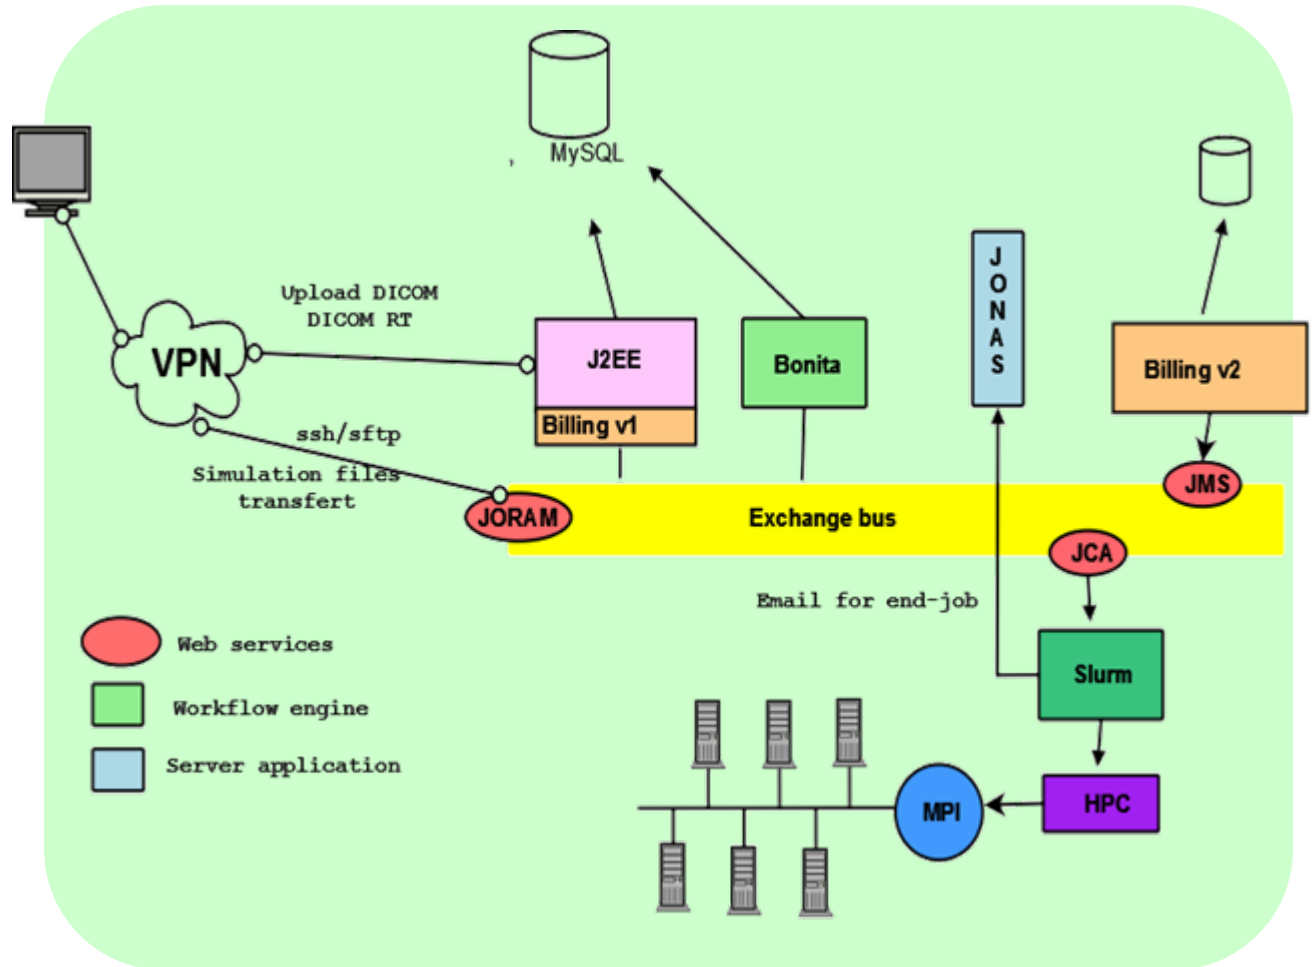 , MySQL
Upload DICOM
DICOM RT
VPN
J2EE
Billing v1
Bonita
J
O
N
A
S
Billing v2
ssh/sftp
Simulation files
transfert
JORAM
Exchange bus
JMS
JCA
Email for end-job
Slurm
HPC
MPI
Web services
Workflow engine
Server application